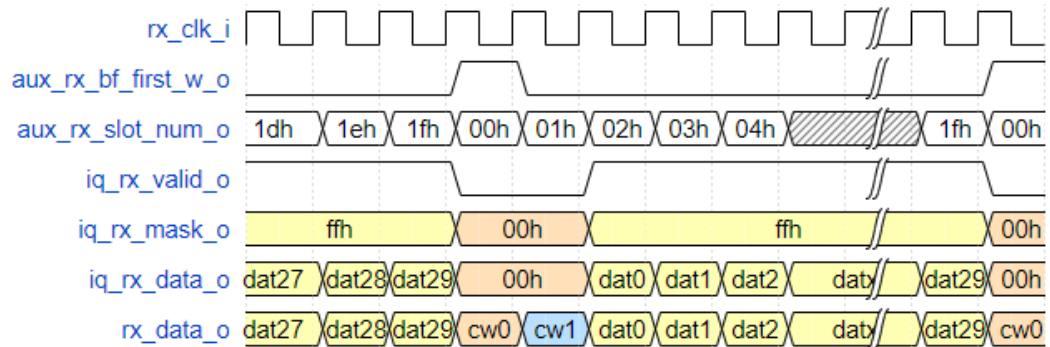 rx_clk_i
aux_rx_bf_first_w_o
aux_rx_slot_num_o 1dh 1eh 1fh 00h 01h 02h 03h 04h 1fh 00h
iq_rx_valid_o
iq_rx_mask_o ffh 00h ffh 00h
iq_rx_data_o dat27 dat28 dat29 00h dat0 dat1 dat2 datx dat29 00h
rx_data_o dat27 dat28 dat29 cw0 cw1 dat0 dat1 dat2 datx dat29 cw0